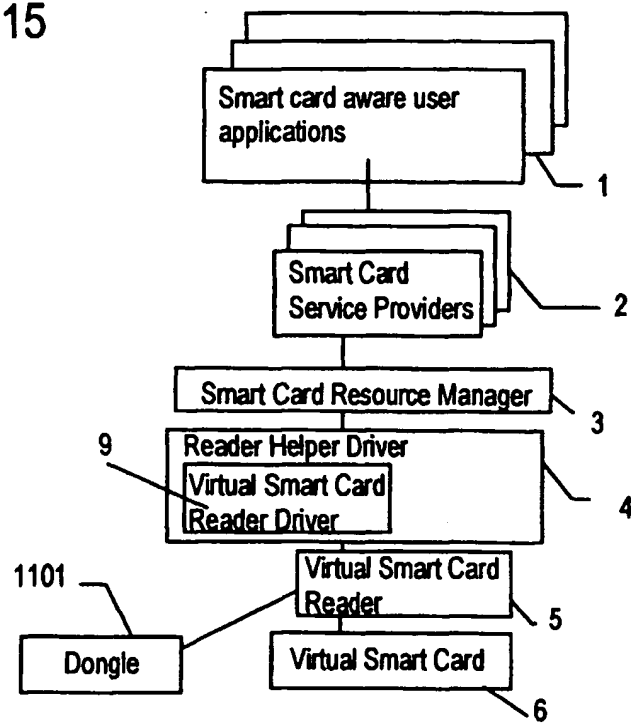 15
Smart card aware user
applications
1
Smart Card
Service Providers
2
Smart Card Resource Manager
3
9
Reader Helper Driver
Virtual Smart Card
Reader Driver
4
1101
Virtual Smart Card
Reader
5
Dongle
Virtual Smart Card
6